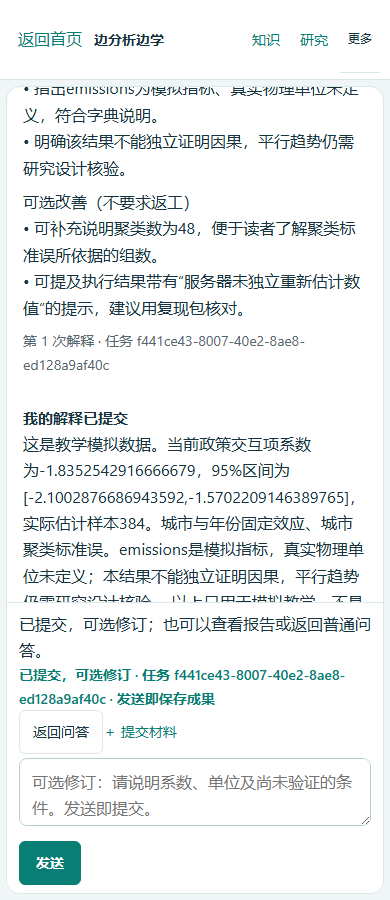 返回首页 边分析边学 知识 研究 更多
• 指出emissions为模拟指标、真实物理单位未定
义，符合字典说明。
• 明确该结果不能独立证明因果，平行趋势仍需
研究设计核验。
可选改善（不要求返工）
• 可补充说明聚类数为48，便于读者了解聚类标
准误所依据的组数。
• 可提及执行结果带有“服务器未独立重新估计数
值”的提示，建议用复现包核对。
第 1 次解释 · 任务 f441ce43-8007-40e2-8ae8-
ed128a9af40c
我的解释已提交
这是教学模拟数据。当前政策交互项系数
为-1.8352542916666679，95%区间为
[-2.1002876686943592,-1.5702209146389765]，
实际估计样本384。城市与年份固定效应、城市
聚类标准误。emissions是模拟指标，真实物理单
位未定义；本结果不能独立证明因果，平行趋势
仍需研究设计核验。以上只用于模拟教学，不是
已提交，可选修订；也可以查看报告或返回普通问
答。
已提交，可选修订 · 任务 f441ce43-8007-40e2-8ae8-
ed128a9af40c · 发送即保存成果
返回问答 + 提交材料
可选修订：请说明系数、单位及尚未验证的条
件。发送即提交。
发送